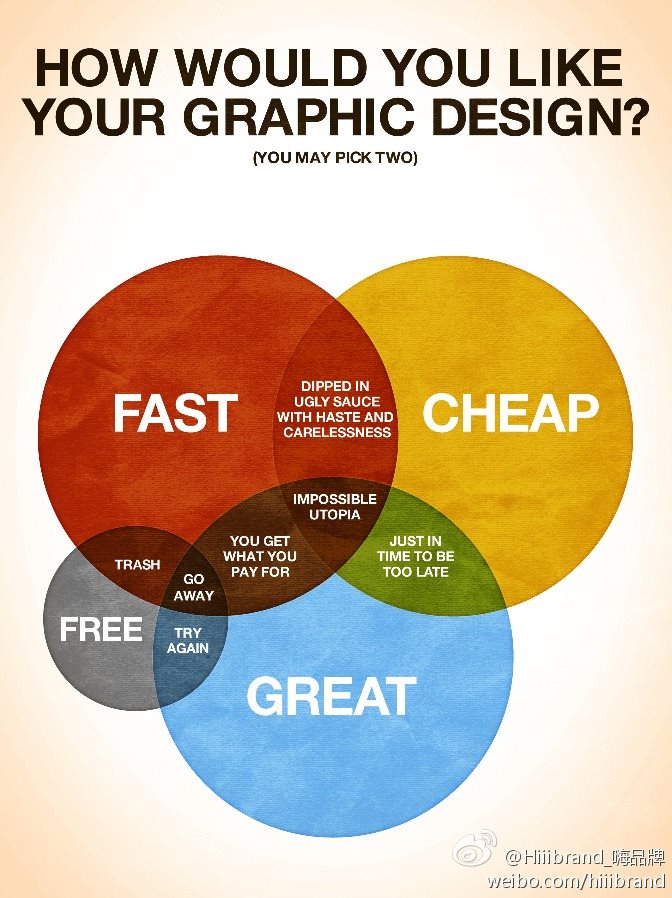 HOW WOULD YOU LIKE
YOUR GRAPHIC DESIGN?
(YOU MAY PICK TWO)
FAST
DIPPED IN
UGLY SAUCE
WITH HASTE AND
CARELESSNESS
CHEAP
IMPOSSIBLE
UTOPIA
YOU GET
WHAT YOU
PAY FOR
JUST IN
TIME TO BE
TOO LATE
TRASH
GO
AWAY
FREE
TRY
AGAIN
GREAT
@Hiiibrand_嗨品牌
weibo.com/hiiibrand